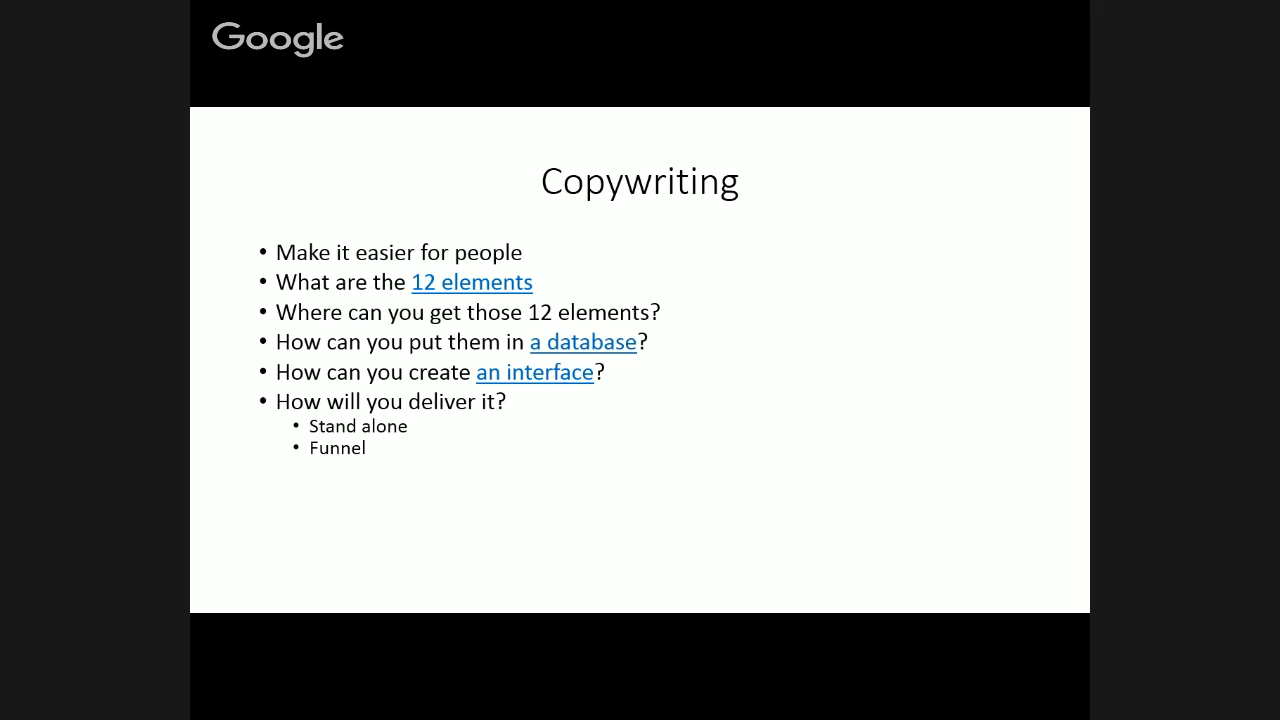 Google
Copywriting
• Make it easier for people
• What are the 12 elements
• Where can you get those 12 elements?
• How can you put them in a database?
• How can you create an interface?
• How will you deliver it?
• Stand alone
• Funnel